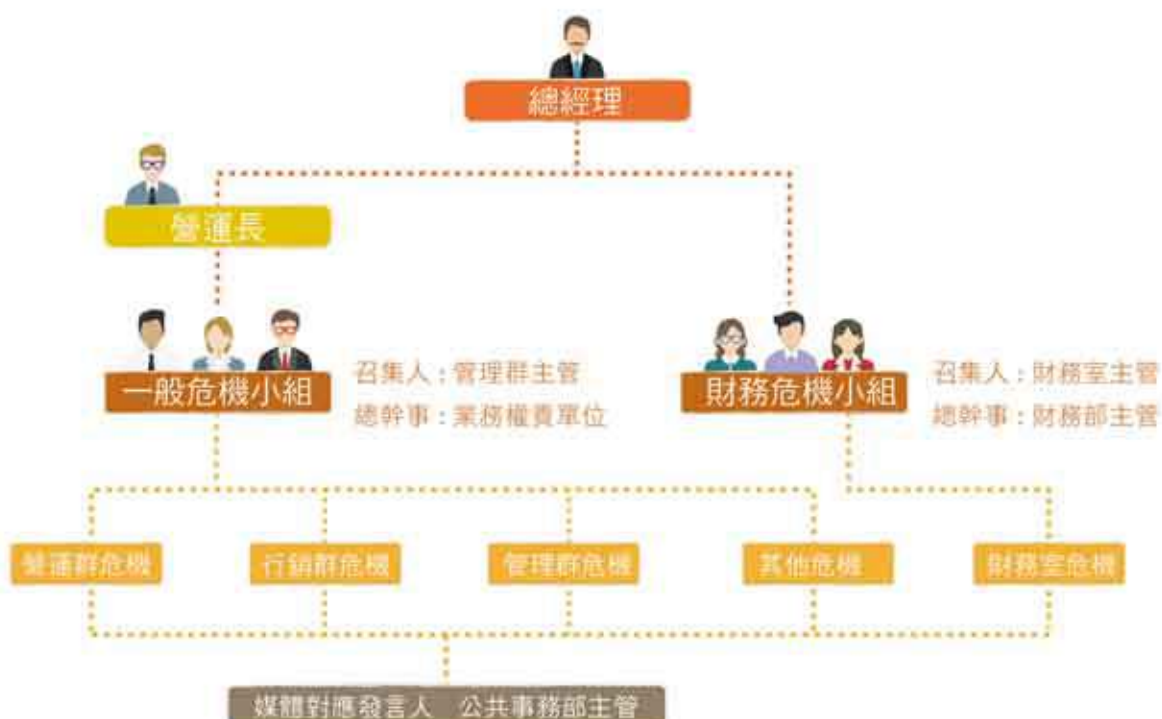 總經理
營運長
一般危機小組
召集人：管理群主管
總幹事：業務權責單位
財務危機小組
召集人：財務室主管
總幹事：財務部主管
營運群危機
行銷群危機
管理群危機
其他危機
財務室危機
媒體對應發言人　公共事務部主管